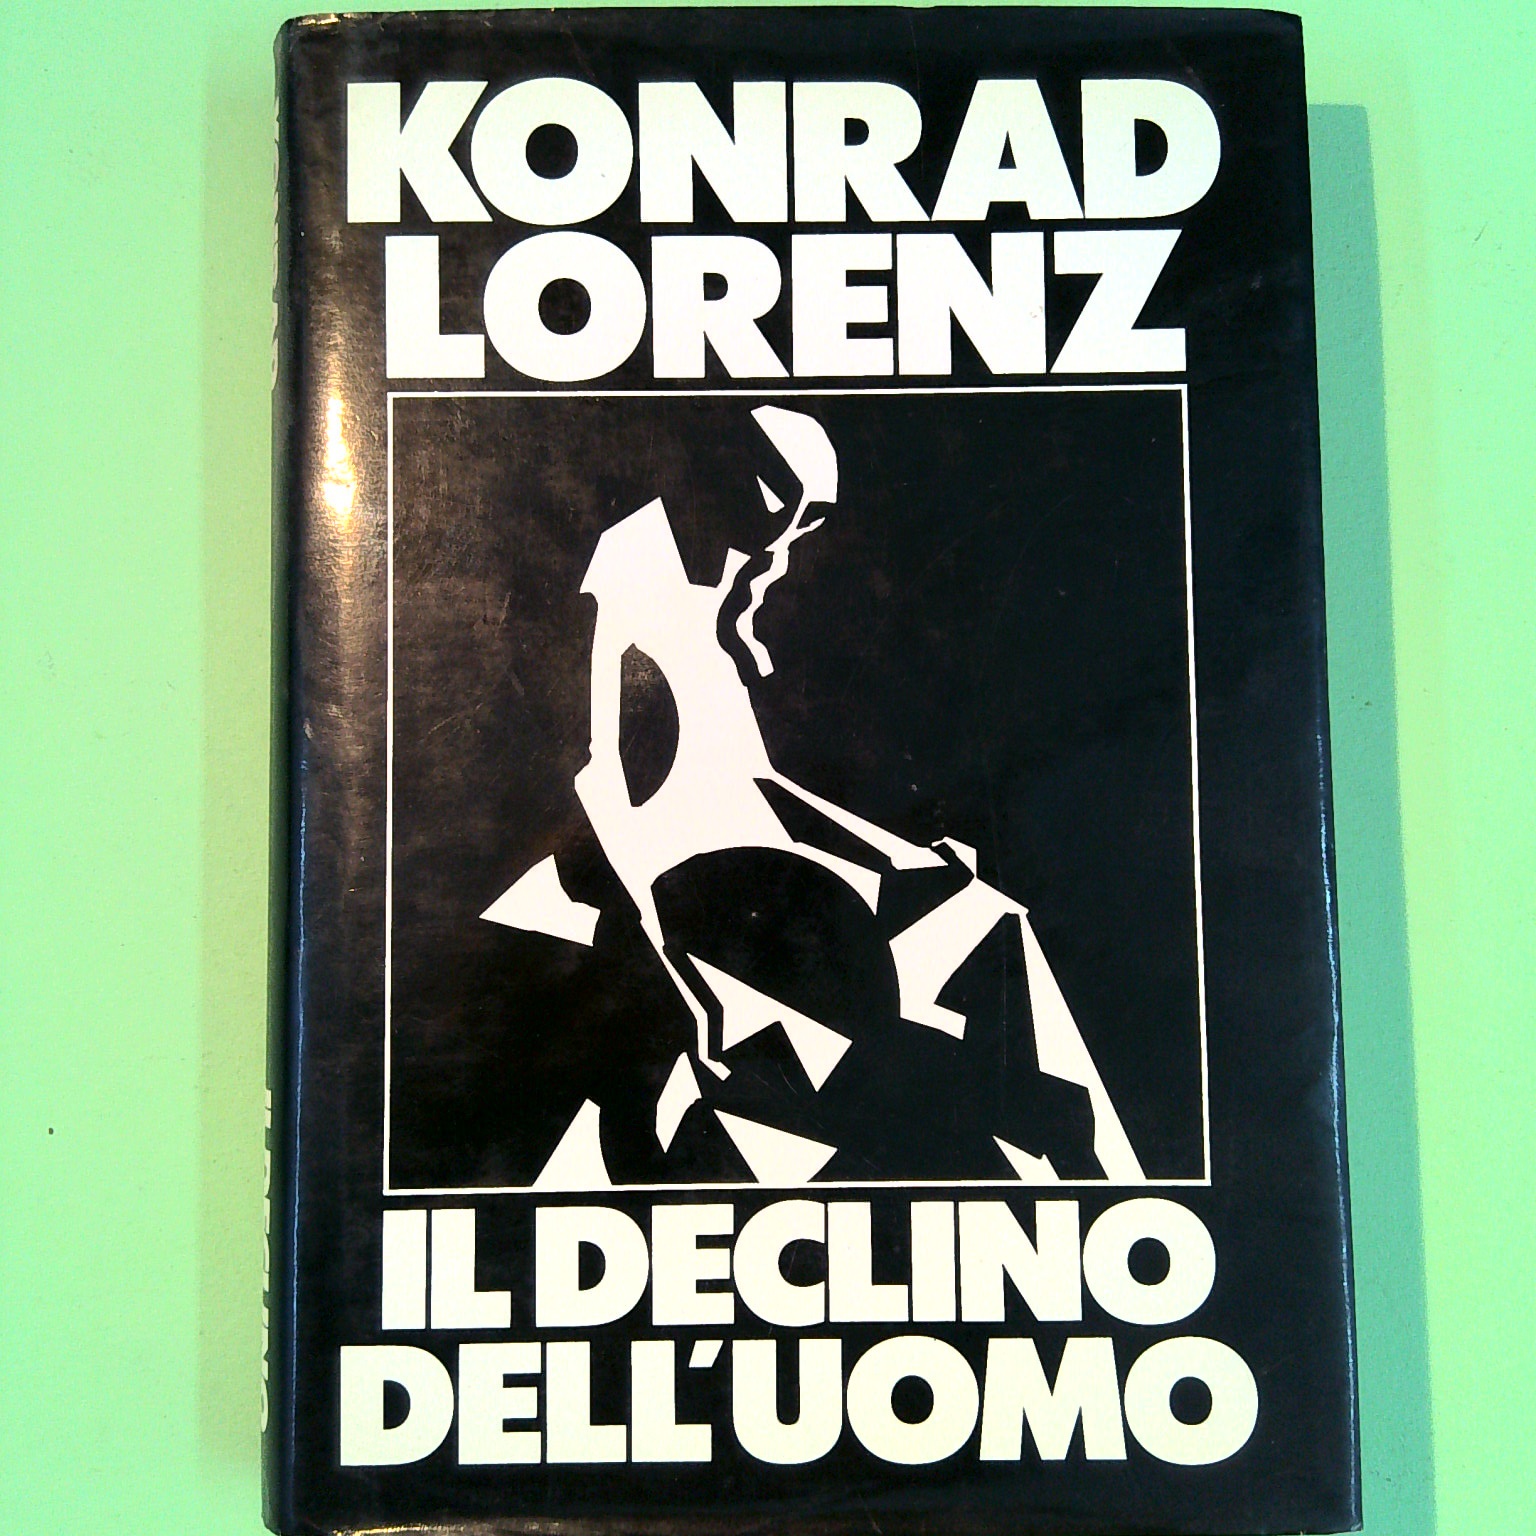 KONRAD
LORENZ
IL DECLINO
DELL'UOMO